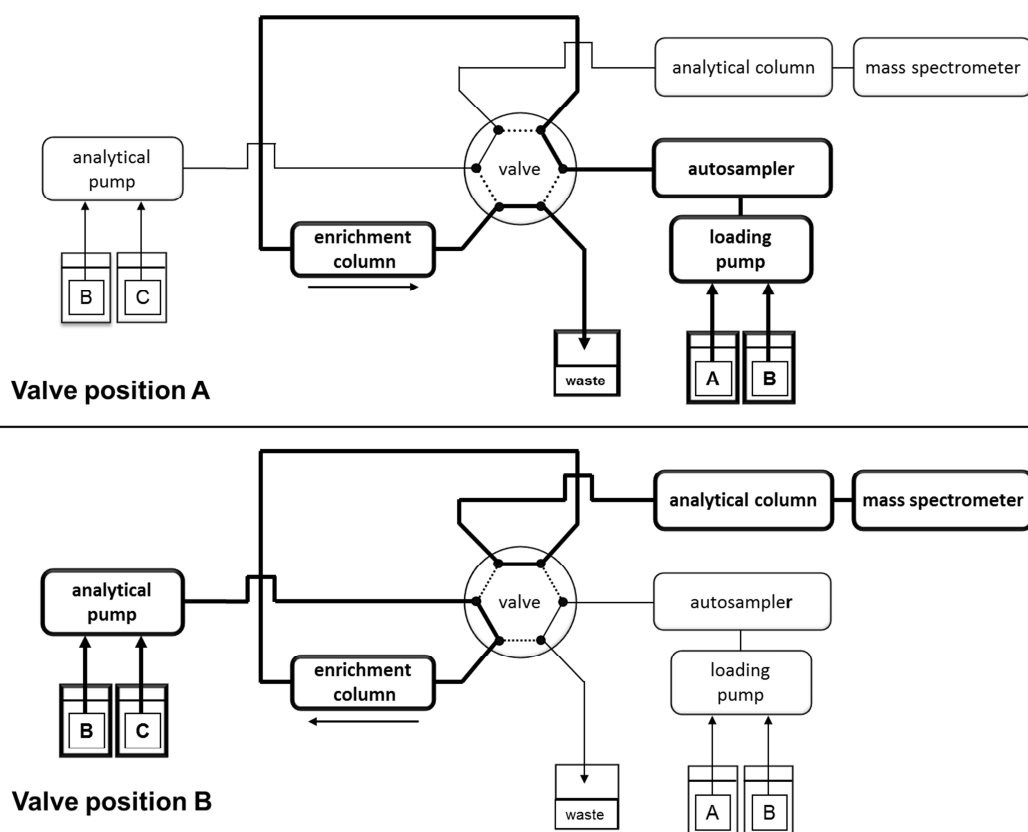 analytical column
mass spectrometer
analytical
pump
valve
autosampler
enrichment
column
loading
pump
B
C
A
B
waste
Valve position A
analytical column
mass spectrometer
analytical
pump
valve
autosampler
enrichment
column
loading
pump
B
C
A
B
waste
Valve position B